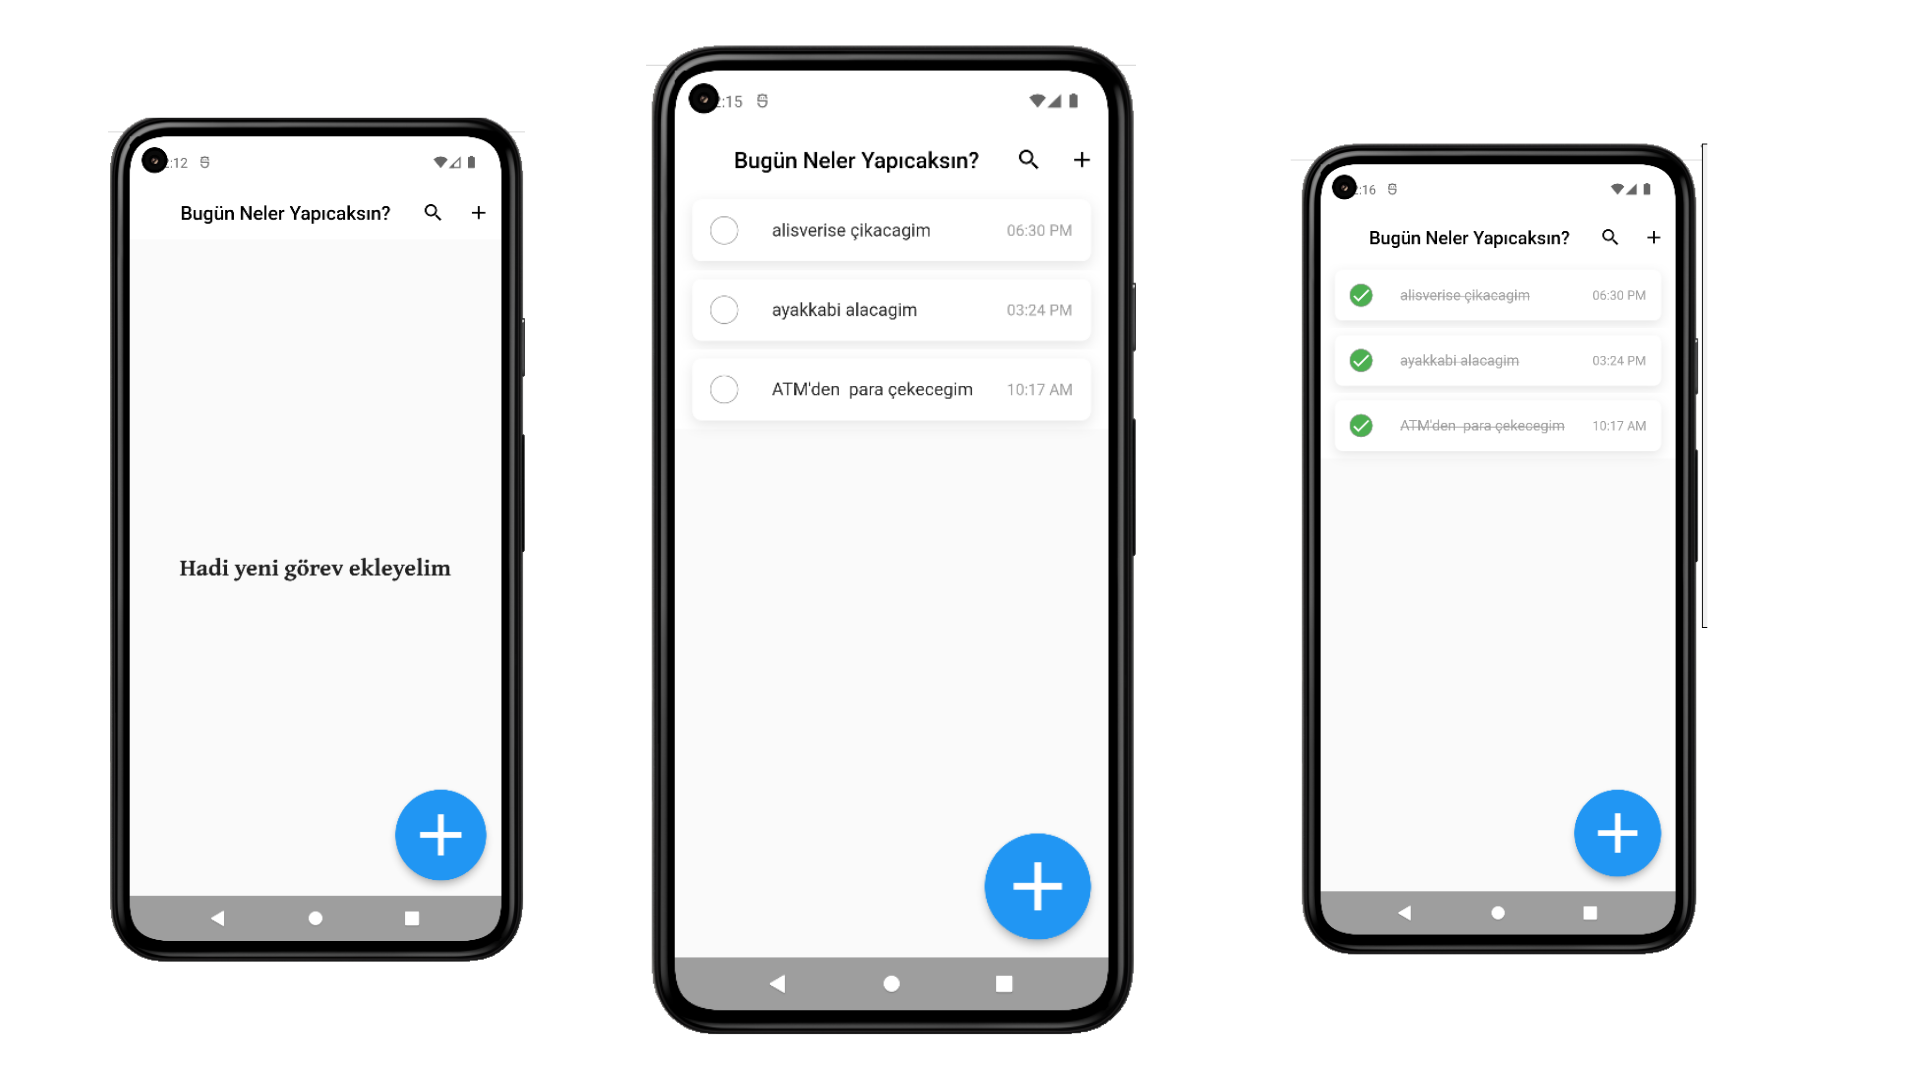 :12
Bugün Neler Yapıcaksın?
Hadi yeni görev ekleyelim
:15
Bugün Neler Yapıcaksın?
alisverise çikacagim 06:30 PM
ayakkabi alacagim 03:24 PM
ATM'den  para çekecegim 10:17 AM
:16
Bugün Neler Yapıcaksın?
alisverise çikacagim 06:30 PM
ayakkabi alacagim 03:24 PM
ATM'den  para çekecegim 10:17 AM